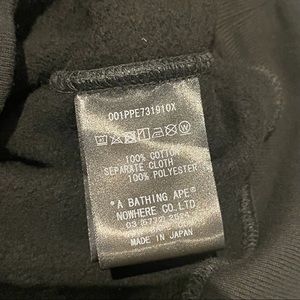 001PPE731910X
100% COTTON
SEPARATE CLOTH
100% POLYESTER
"A BATHING APE"
NOWHERE CO.LTD
MADE IN JAPAN